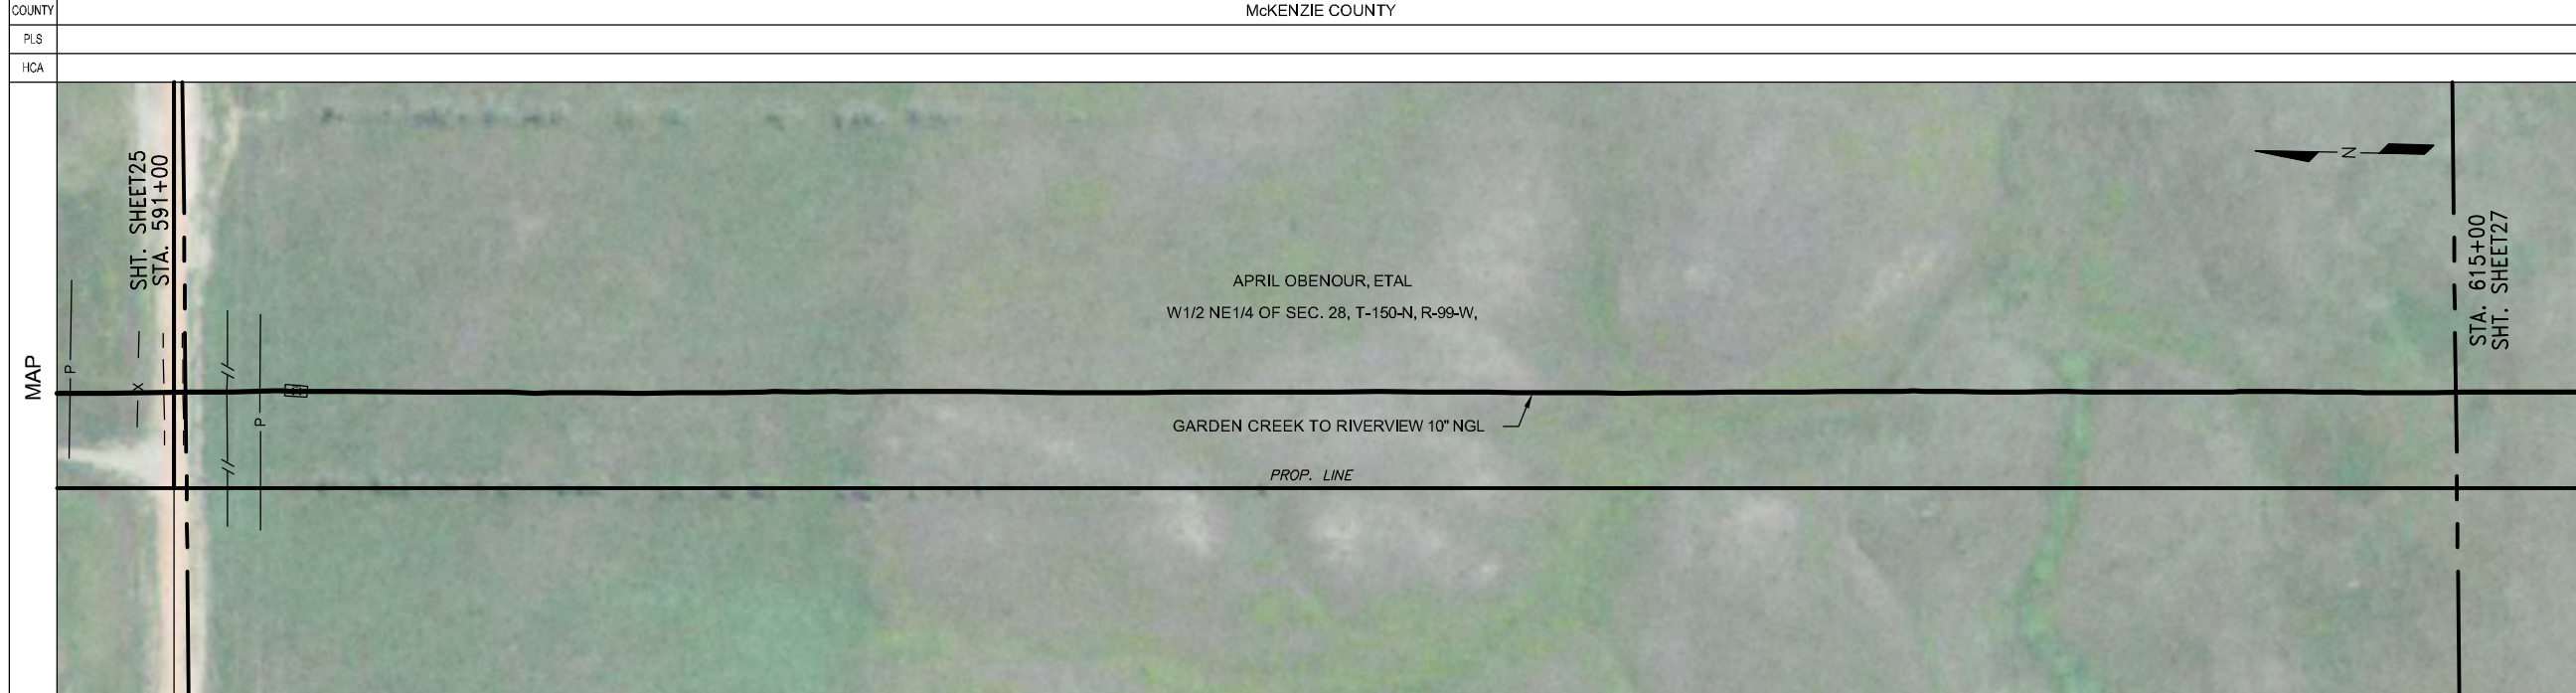 COUNTY
McKENZIE COUNTY
PLS
HCA
MAP
SHT. SHEET25
STA. 591+00
N
STA. 615+00
SHT. SHEET27
APRIL OBENOUR, ETAL
W1/2 NE1/4 OF SEC. 28, T-150-N, R-99-W,
P
X
P
GARDEN CREEK TO RIVERVIEW 10" NGL
PROP. LINE